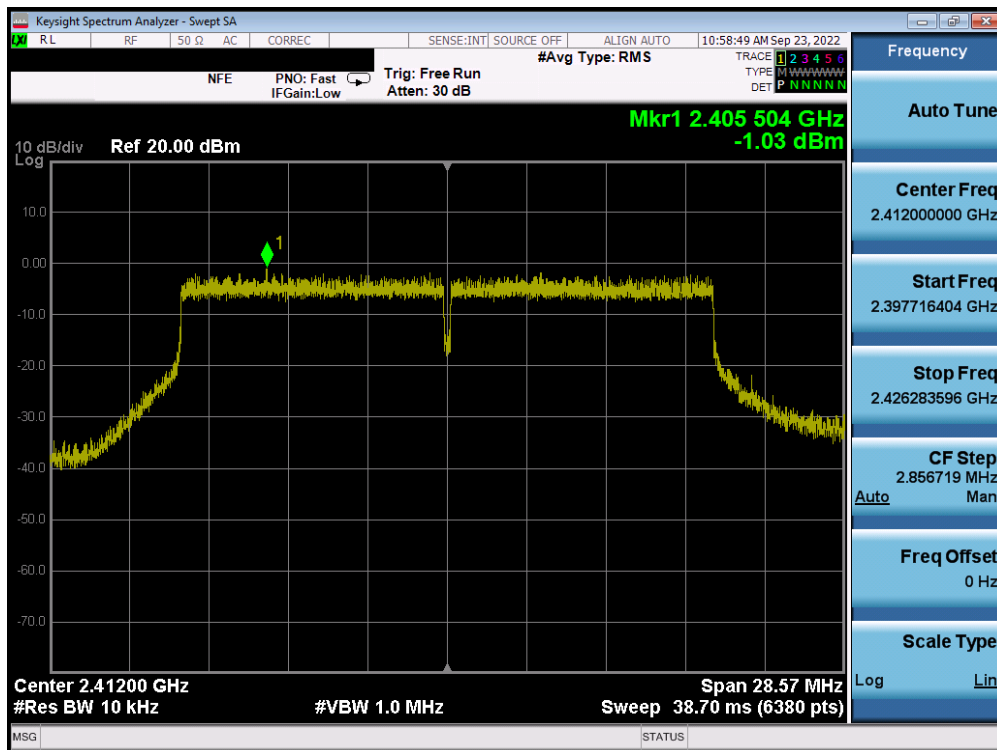 Keysight Spectrum Analyzer - Swept SA
LXI RL RF 50 Ω AC CORREC SENSE:INT SOURCE OFF ALIGN AUTO 10:58:49 AM Sep 23, 2022
NFE PNO: Fast Trig: Free Run #Avg Type: RMS TRACE 1 2 3 4 5 6
IFGain:Low Atten: 30 dB TYPE M WWWWW
DET P N N N N N
Mkr1 2.405 504 GHz
-1.03 dBm
10 dB/div Ref 20.00 dBm
Log
10.0
0.00
-10.0
-20.0
-30.0
-40.0
-50.0
-60.0
-70.0
1
Center 2.41200 GHz Span 28.57 MHz
#Res BW 10 kHz #VBW 1.0 MHz Sweep 38.70 ms (6380 pts)
MSG STATUS
Frequency
Auto Tune
Center Freq
2.412000000 GHz
Start Freq
2.397716404 GHz
Stop Freq
2.426283596 GHz
CF Step
2.856719 MHz
Auto Man
Freq Offset
0 Hz
Scale Type
Log Lin